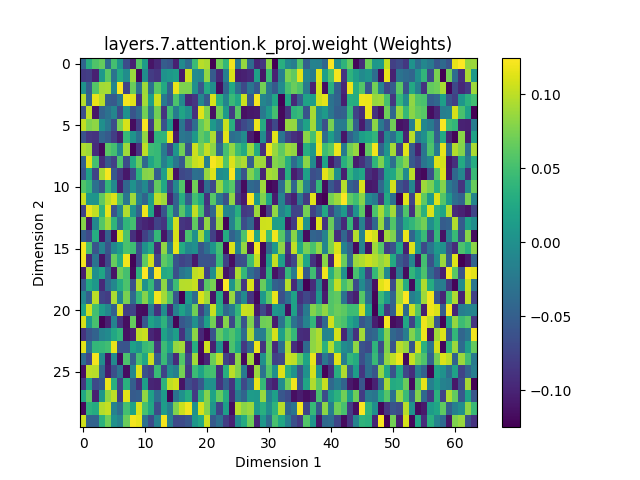 layers.7.attention.k_proj.weight (Weights)
Dimension 2
0
5
10
15
20
25
0 10 20 30 40 50 60
Dimension 1
0.10
0.05
0.00
−0.05
−0.10